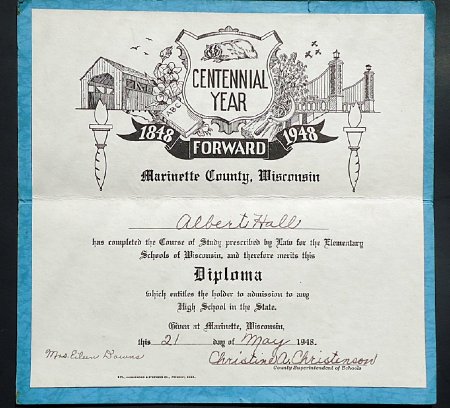 CENTENNIAL
YEAR
ABC
1848 1948
FORWARD
Marinette County, Wisconsin
Albert Hall
has completed the Course of Study prescribed by Law for the Elementary
Schools of Wisconsin, and therefore merits this
Diploma
which entitles the holder to admission to any
High School in the State.
Given at Marinette, Wisconsin,
this 21 day of May 1948.
Mrs. Eileen Downs Christine A. Christenson
County Superintendent of Schools